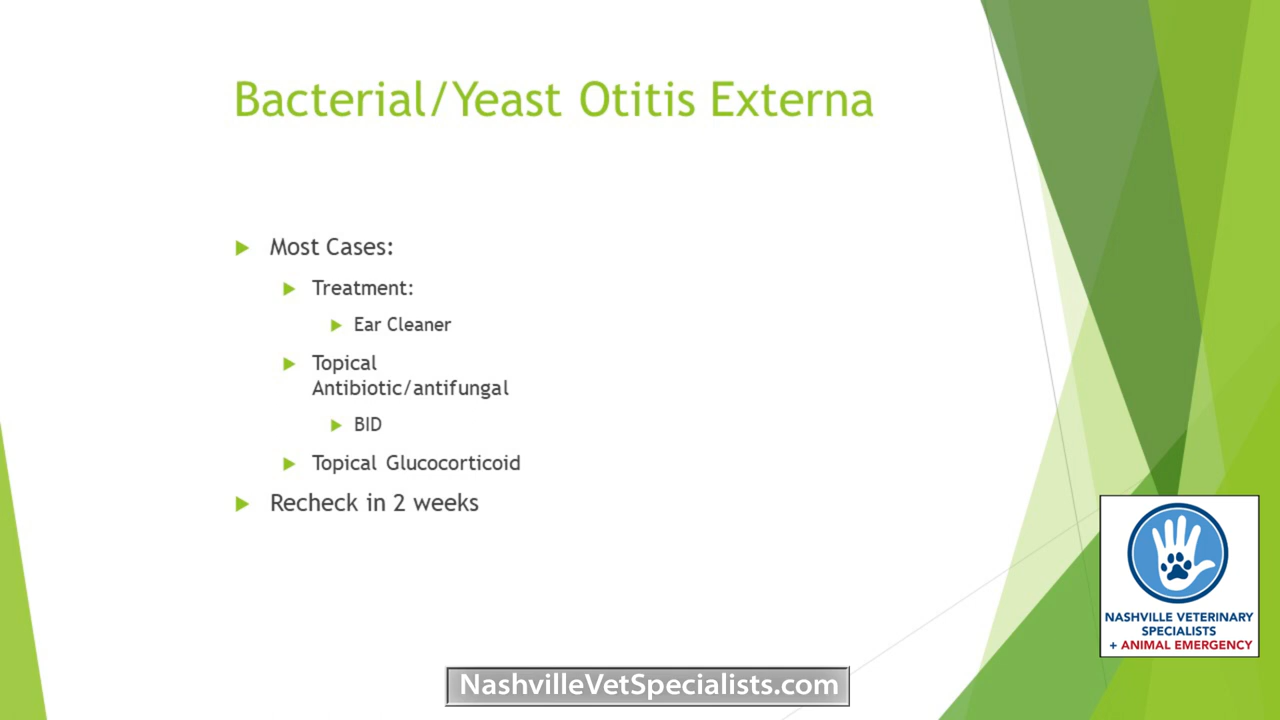 Bacterial/Yeast Otitis Externa
Most Cases:
Treatment:
Ear Cleaner
Topical
Antibiotic/antifungal
BID
Topical Glucocorticoid
Recheck in 2 weeks
NASHVILLE VETERINARY
SPECIALISTS
+ ANIMAL EMERGENCY
NashvilleVetSpecialists.com